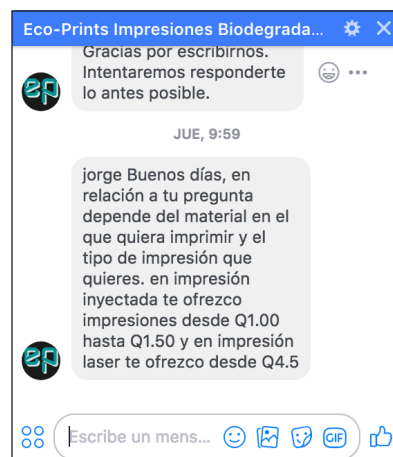 Eco-Prints Impresiones Biodegrada...
Gracias por escribirnos.
Intentaremos responderte
lo antes posible.
ep
JUE, 9:59
jorge Buenos días, en
relación a tu pregunta
depende del material en el
que quiera imprimir y el
tipo de impresión que
quieres. en impresión
inyectada te ofrezco
impresiones desde Q1.00
hasta Q1.50 y en impresión
laser te ofrezco desde Q4.5
ep
Escribe un mens...
GIF